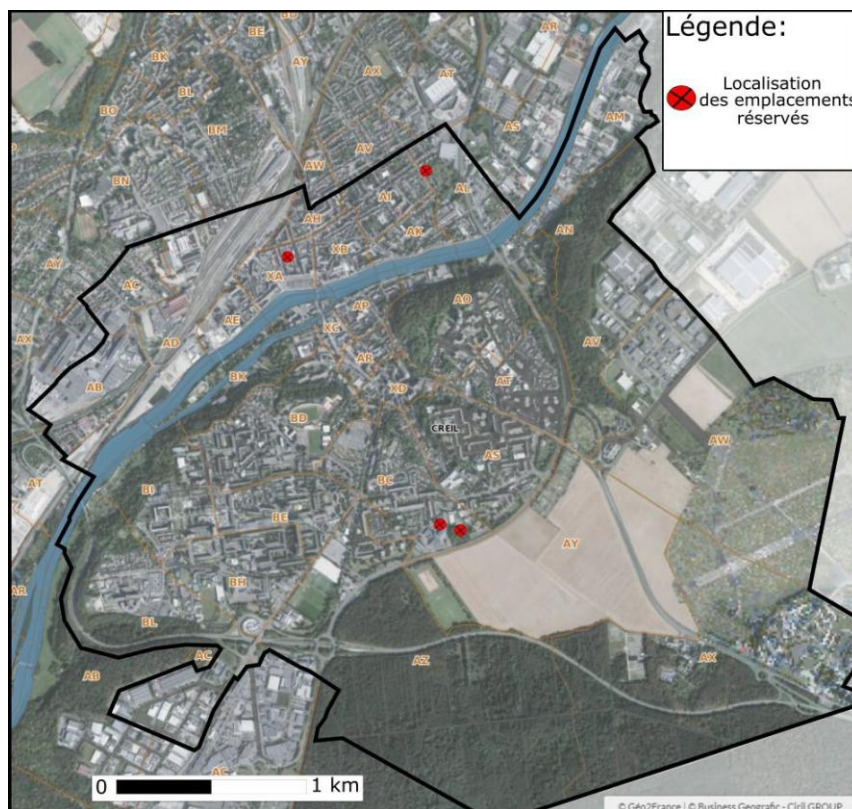 Légende:
Localisation
des emplacements
réservés
BD
BE
BK
AY
AX
AT
AR
BL
BO
BM
AS
AM
AW
AV
BN
AI
AL
AH
AK
XB
AN
AY
AC
XA
AE
AP
AO
XC
AD
AX
AR
AV
BK
AT
AB
XD
BD
CREIL
AW
AS
AT
BI
BC
BE
AY
BH
AR
BL
AC
AX
AZ
AB
0
1 km
© Géo2France | © Business Geografic - Ciril GROUP